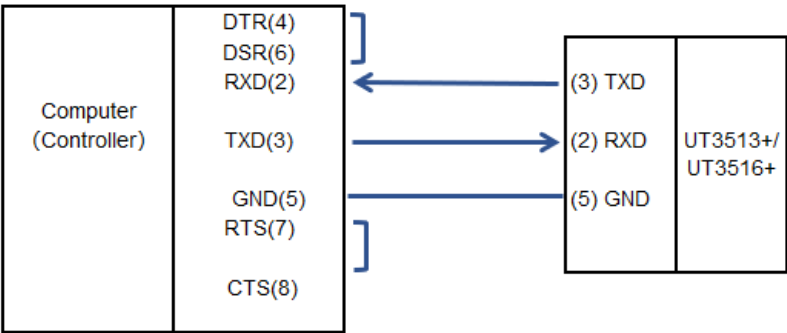 DTR(4)
DSR(6)
RXD(2)
(3) TXD
Computer
(Controller)
TXD(3)
(2) RXD
UT3513+/
UT3516+
GND(5)
(5) GND
RTS(7)
CTS(8)